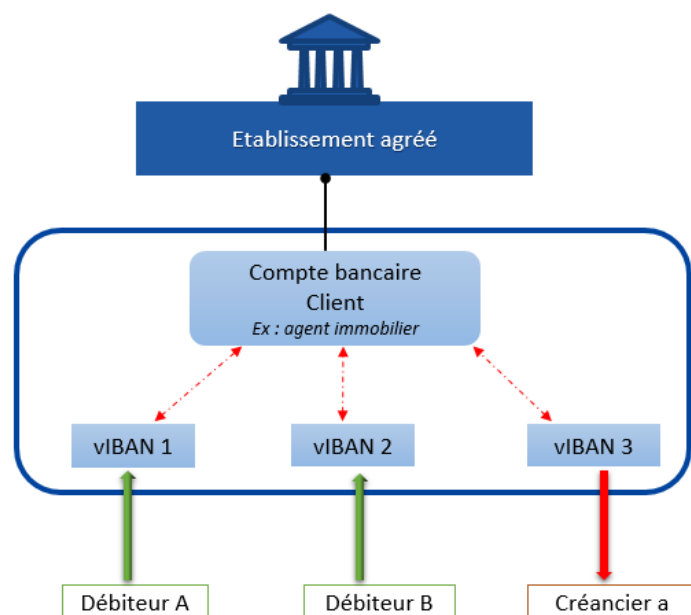 Etablissement agréé
Compte bancaire
Client
Ex : agent immobilier
vIBAN 1
vIBAN 2
vIBAN 3
Débiteur A
Débiteur B
Créancier a